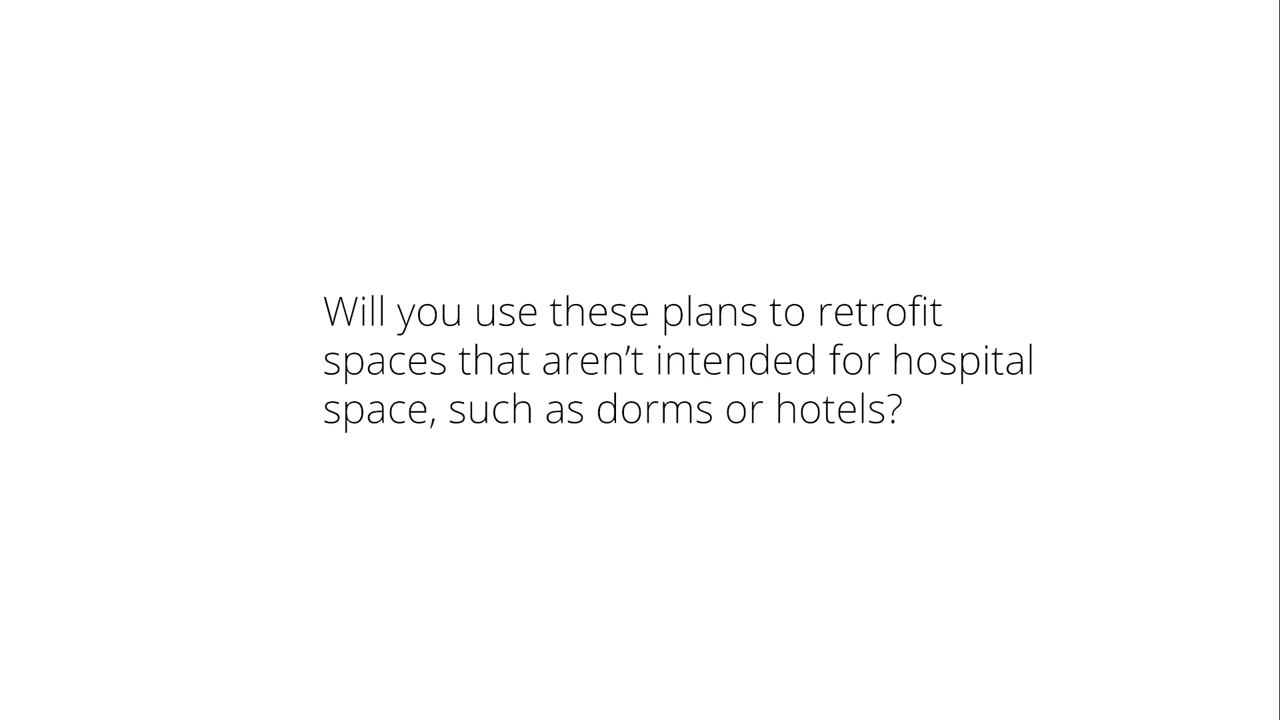 Will you use these plans to retrofit
spaces that aren’t intended for hospital
space, such as dorms or hotels?